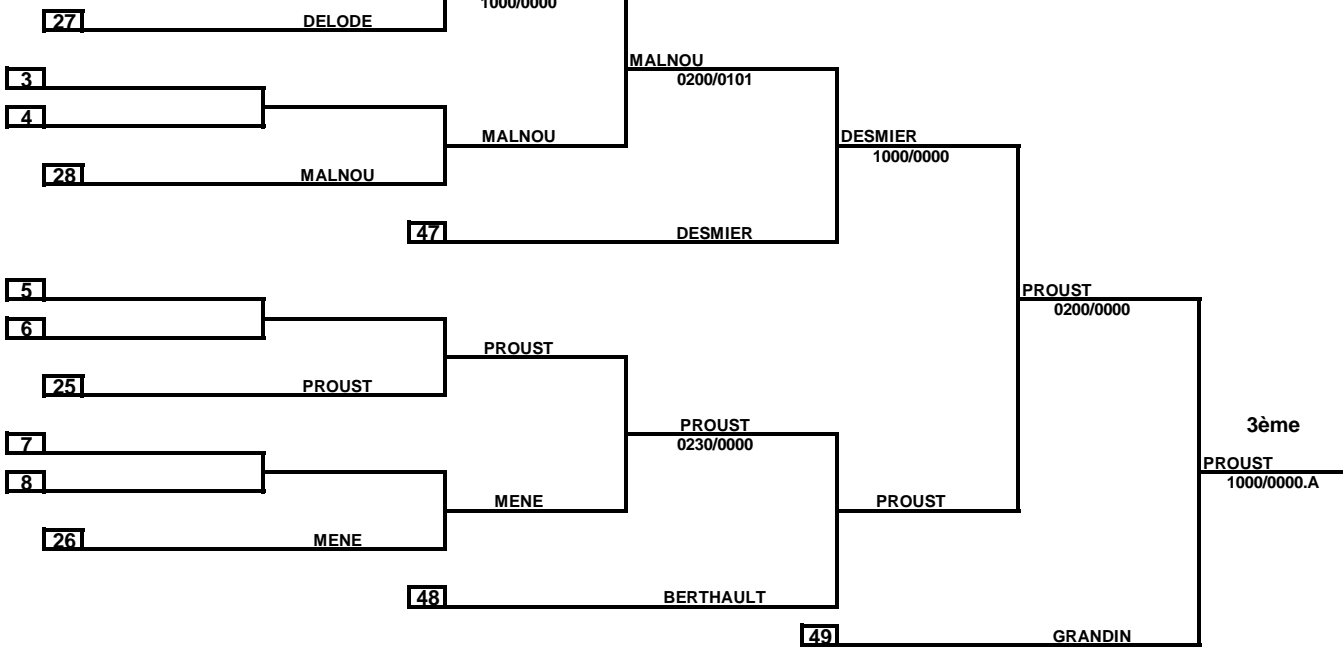 1000/0000
27 DELODE
MALNOU
3
0200/0101
4
MALNOU
DESMIER
1000/0000
28 MALNOU
47 DESMIER
5
PROUST
0200/0000
6
PROUST
25 PROUST
PROUST
3ème
7
0230/0000
PROUST
8
1000/0000.A
MENE
PROUST
26 MENE
48 BERTHAULT
49 GRANDIN